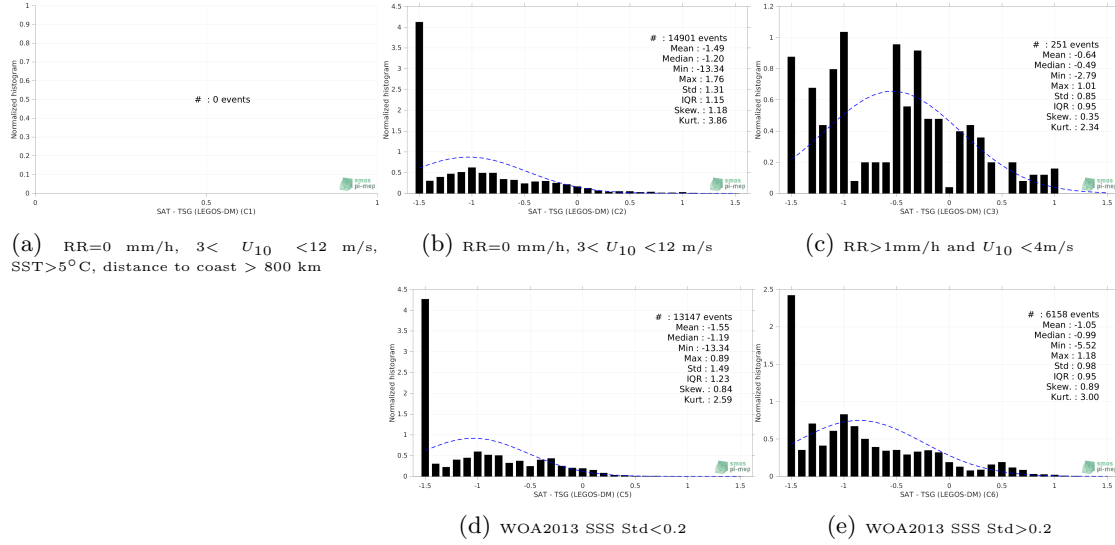 Normalized histogram
1
0.9
0.8
0.7
0.6
0.5
0.4
0.3
0.2
0.1
0
# : 0 events
smos
pi-mep
0 0.5 1
SAT - TSG (LEGOS-DM) (C1)
(a) RR=0 mm/h, 3< U10 <12 m/s,
SST>5°C, distance to coast > 800 km
Normalized histogram
4.5
4
3.5
3
2.5
2
1.5
1
0.5
0
# : 14901 events
Mean : -1.49
Median : -1.20
Min : -13.34
Max : 1.76
Std : 1.31
IQR : 1.15
Skew. : 1.18
Kurt. : 3.86
smos
pi-mep
-1.5 -1 -0.5 0 0.5 1 1.5
SAT - TSG (LEGOS-DM) (C2)
(b) RR=0 mm/h, 3< U10 <12 m/s
Normalized histogram
1.2
1
0.8
0.6
0.4
0.2
0
# : 251 events
Mean : -0.64
Median : -0.49
Min : -2.79
Max : 1.01
Std : 0.85
IQR : 0.95
Skew. : 0.35
Kurt. : 2.34
smos
pi-mep
-1.5 -1 -0.5 0 0.5 1 1.5
SAT - TSG (LEGOS-DM) (C3)
(c) RR>1mm/h and U10 <4m/s
Normalized histogram
4.5
4
3.5
3
2.5
2
1.5
1
0.5
0
# : 13147 events
Mean : -1.55
Median : -1.19
Min : -13.34
Max : 0.89
Std : 1.49
IQR : 1.23
Skew. : 0.84
Kurt. : 2.59
smos
pi-mep
-1.5 -1 -0.5 0 0.5 1 1.5
SAT - TSG (LEGOS-DM) (C5)
(d) WOA2013 SSS Std<0.2
Normalized histogram
2.5
2
1.5
1
0.5
0
# : 6158 events
Mean : -1.05
Median : -0.99
Min : -5.52
Max : 1.18
Std : 0.98
IQR : 0.95
Skew. : 0.89
Kurt. : 3.00
smos
pi-mep
-1.5 -1 -0.5 0 0.5 1 1.5
SAT - TSG (LEGOS-DM) (C6)
(e) WOA2013 SSS Std>0.2